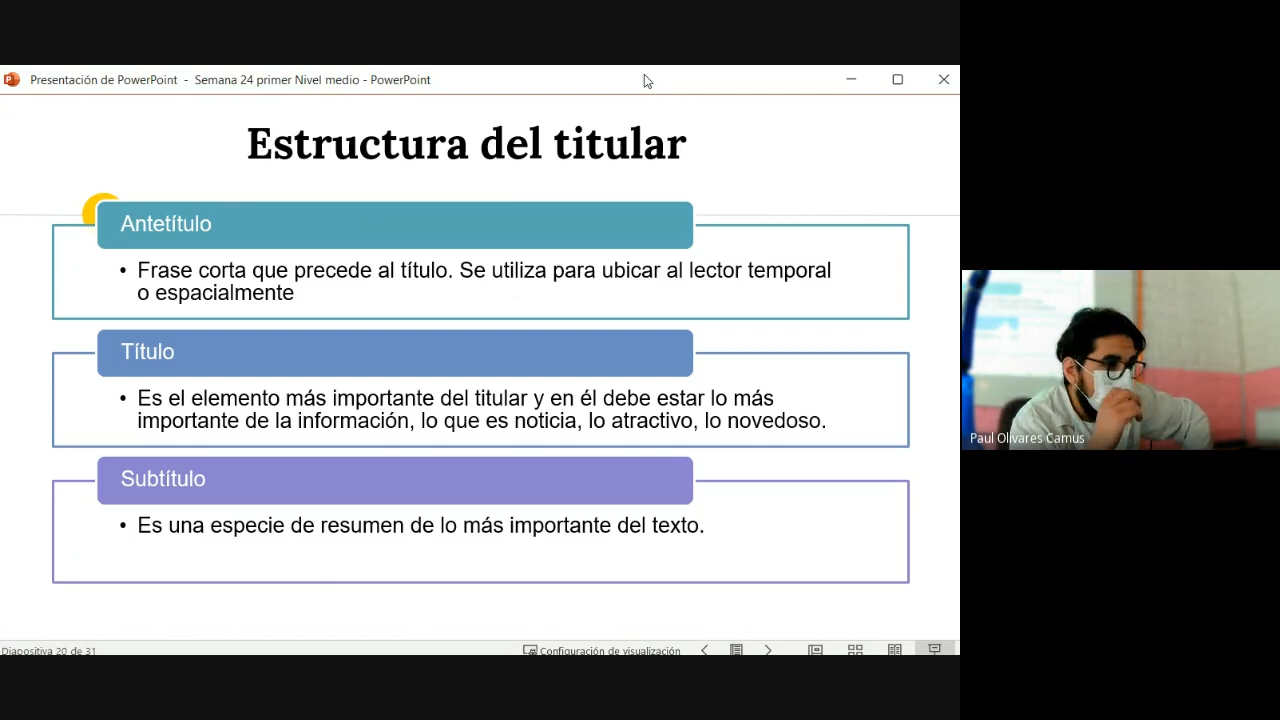 Presentación de PowerPoint - Semana 24 primer Nivel medio - PowerPoint
Estructura del titular
Antetítulo
• Frase corta que precede al título. Se utiliza para ubicar al lector temporal
o espacialmente
Título
• Es el elemento más importante del titular y en él debe estar lo más
importante de la información, lo que es noticia, lo atractivo, lo novedoso.
Subtítulo
• Es una especie de resumen de lo más importante del texto.
Diapositiva 20 de 31
Configuración de visualización
Paul Olivares Camus